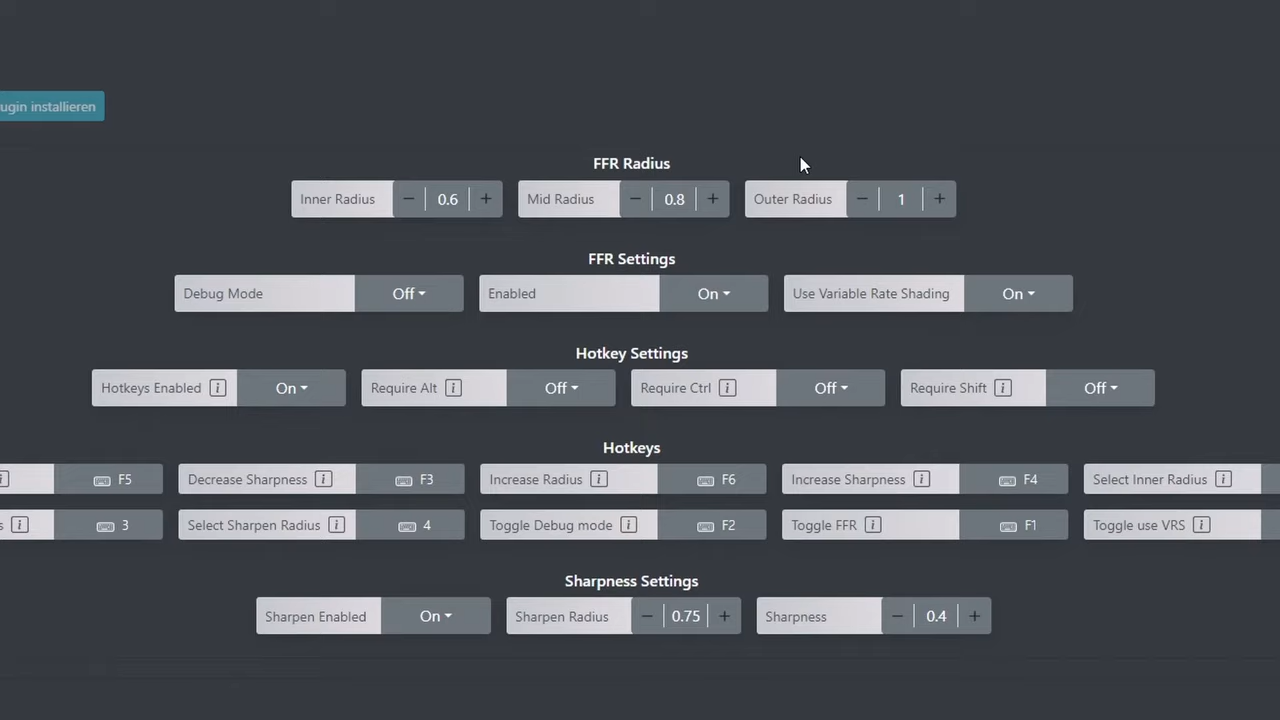 ugin installieren
FFR Radius
Inner Radius − 0.6 + Mid Radius − 0.8 + Outer Radius − 1 +
FFR Settings
Debug Mode Off Enabled On Use Variable Rate Shading On
Hotkey Settings
Hotkeys Enabled i On Require Alt i Off Require Ctrl i Off Require Shift i Off
Hotkeys
i F5 Decrease Sharpness i F3 Increase Radius i F6 Increase Sharpness i F4 Select Inner Radius i
s i 3 Select Sharpen Radius i 4 Toggle Debug mode i F2 Toggle FFR i F1 Toggle use VRS i
Sharpness Settings
Sharpen Enabled On Sharpen Radius − 0.75 + Sharpness − 0.4 +